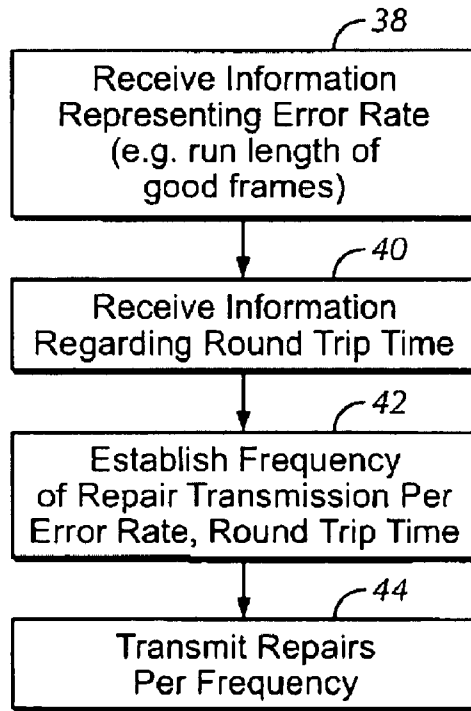 38
Receive Information
Representing Error Rate
(e.g. run length of
good frames)
40
Receive Information
Regarding Round Trip Time
42
Establish Frequency
of Repair Transmission Per
Error Rate, Round Trip Time
44
Transmit Repairs
Per Frequency